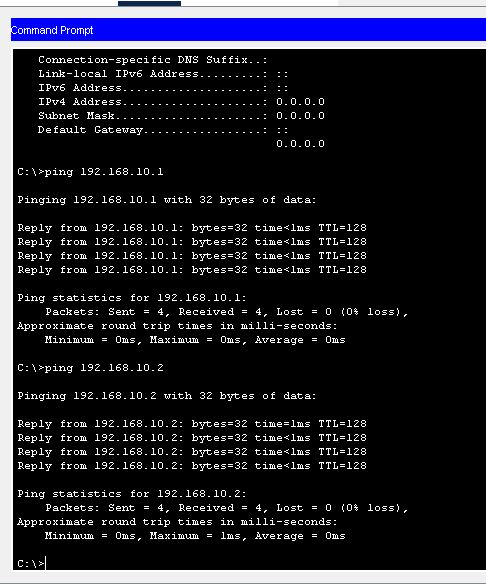 Command Prompt
Connection-specific DNS Suffix..:
Link-local IPv6 Address.........: ::
IPv6 Address....................: ::
IPv4 Address....................: 0.0.0.0
Subnet Mask.....................: 0.0.0.0
Default Gateway.................: ::
0.0.0.0
C:\>ping 192.168.10.1
Pinging 192.168.10.1 with 32 bytes of data:
Reply from 192.168.10.1: bytes=32 time<1ms TTL=128
Reply from 192.168.10.1: bytes=32 time<1ms TTL=128
Reply from 192.168.10.1: bytes=32 time<1ms TTL=128
Reply from 192.168.10.1: bytes=32 time<1ms TTL=128
Ping statistics for 192.168.10.1:
Packets: Sent = 4, Received = 4, Lost = 0 (0% loss),
Approximate round trip times in milli-seconds:
Minimum = 0ms, Maximum = 0ms, Average = 0ms
C:\>ping 192.168.10.2
Pinging 192.168.10.2 with 32 bytes of data:
Reply from 192.168.10.2: bytes=32 time=1ms TTL=128
Reply from 192.168.10.2: bytes=32 time<1ms TTL=128
Reply from 192.168.10.2: bytes=32 time<1ms TTL=128
Reply from 192.168.10.2: bytes=32 time<1ms TTL=128
Ping statistics for 192.168.10.2:
Packets: Sent = 4, Received = 4, Lost = 0 (0% loss),
Approximate round trip times in milli-seconds:
Minimum = 0ms, Maximum = 1ms, Average = 0ms
C:\>